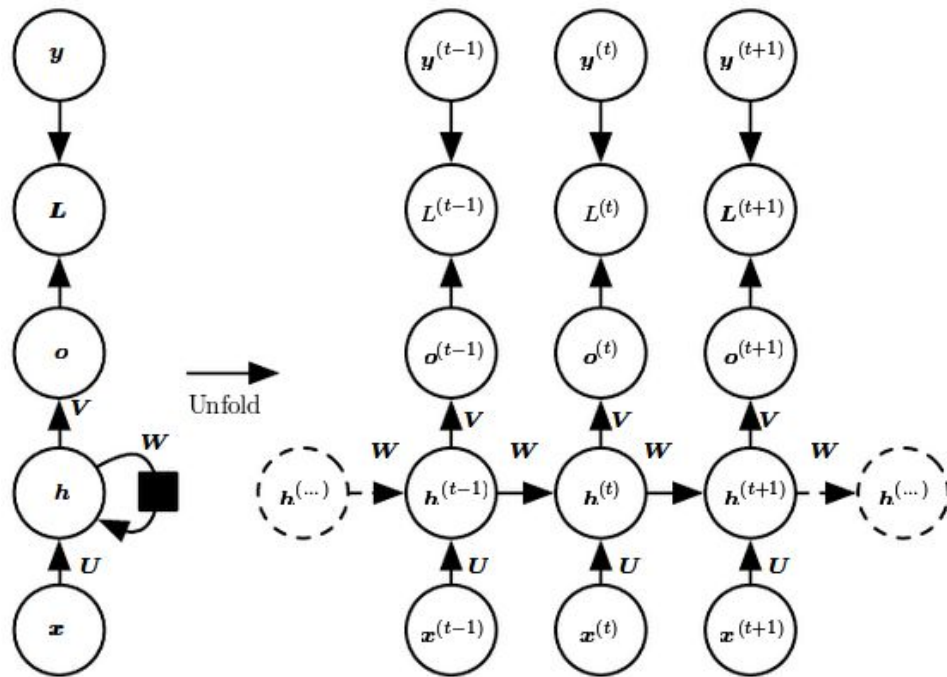 y y^(t−1) y^(t) y^(t+1)
L L^(t−1) L^(t) L^(t+1)
o o^(t−1) o^(t) o^(t+1)
Unfold
V V V V
W W W W W
h h^(...) h^(t−1) h^(t) h^(t+1) h^(...)
U U U U
x x^(t−1) x^(t) x^(t+1)